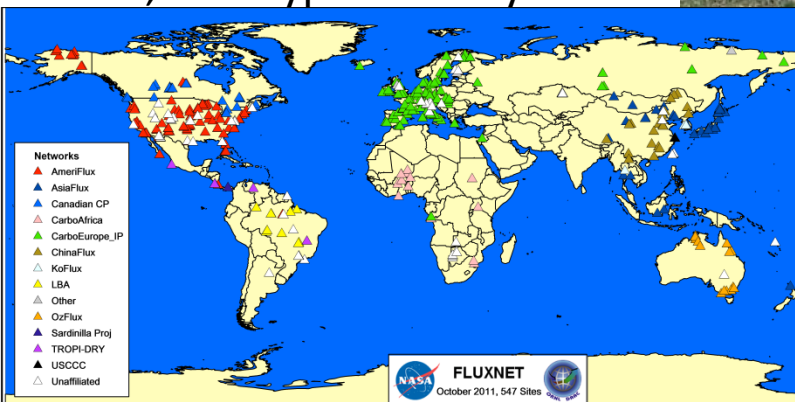 Networks
AmeriFlux
AsiaFlux
Canadian CP
CarboAfrica
CarboEurope_IP
ChinaFlux
KoFlux
LBA
Other
OzFlux
Sardinilla Proj
TROPI-DRY
USCCC
Unaffiliated
NASA
FLUXNET
October 2011, 547 Sites